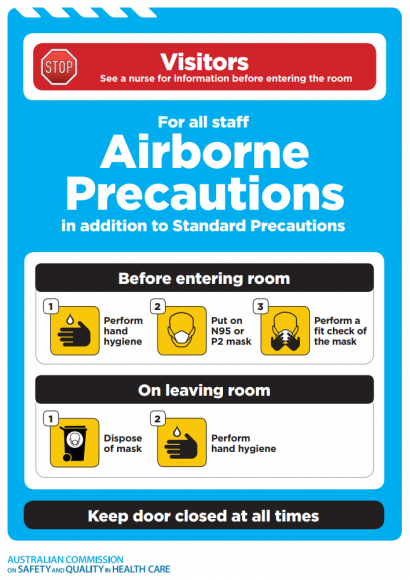 STOP
Visitors
See a nurse for information before entering the room
For all staff
Airborne
Precautions
in addition to Standard Precautions
Before entering room
1
Perform
hand
hygiene
2
Put on
N95 or
P2 mask
3
Perform a
fit check of
the mask
On leaving room
1
Dispose
of mask
2
Perform
hand hygiene
Keep door closed at all times
AUSTRALIAN COMMISSION
ON SAFETY AND QUALITY IN HEALTH CARE